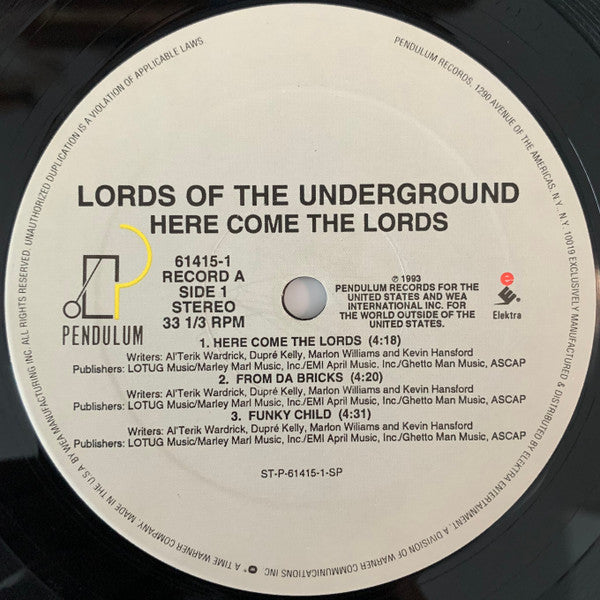 LORDS OF THE UNDERGROUND
HERE COME THE LORDS
61415-1
RECORD A
SIDE 1
STEREO
33 1/3 RPM
PENDULUM
℗ 1993
PENDULUM RECORDS FOR THE
UNITED STATES AND WEA
INTERNATIONAL INC. FOR
THE WORLD OUTSIDE OF THE
UNITED STATES.
e
Elektra
1. HERE COME THE LORDS (4:18)
Writers: Al'Terik Wardrick, Dupré Kelly, Marlon Williams and Kevin Hansford
Publishers: LOTUG Music/Marley Marl Music, Inc./EMI April Music, Inc./Ghetto Man Music, ASCAP
2. FROM DA BRICKS (4:20)
Writers: Al'Terik Wardrick, Dupré Kelly, Marlon Williams and Kevin Hansford
Publishers: LOTUG Music/Marley Marl Music, Inc./EMI April Music, Inc./Ghetto Man Music, ASCAP
3. FUNKY CHILD (4:31)
Writers: Al'Terik Wardrick, Dupré Kelly, Marlon Wiliams and Kevin Hansford
Publishers: LOTUG Music/Marley Marl Music, Inc./EMI April Music, Inc./Ghetto Man Music, ASCAP
ST-P-61415-1-SP
PENDULUM RECORDS, 1290 AVENUE OF THE AMERICAS, N.Y., N.Y. 10019 EXCLUSIVELY MANUFACTURED & DISTRIBUTED BY ELEKTRA ENTERTAINMENT, A DIVISION OF WARNER COMMUNICATIONS INC. A TIME WARNER COMPANY. MADE IN THE U.S.A. BY WEA MANUFACTURING INC. ALL RIGHTS RESERVED. UNAUTHORIZED DUPLICATION IS A VIOLATION OF APPLICABLE LAWS